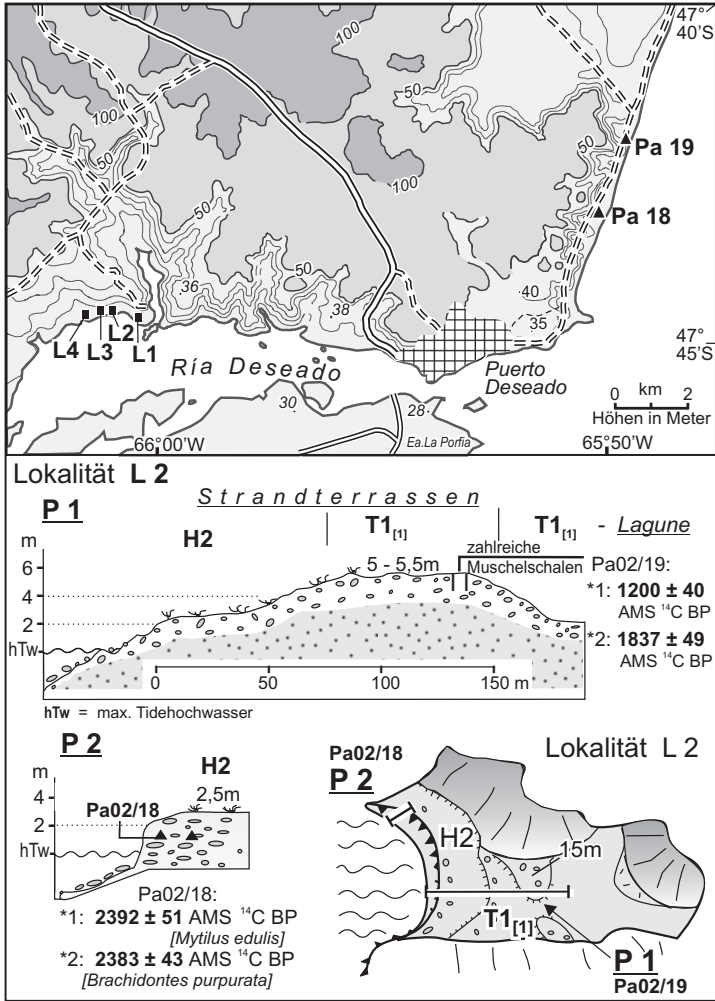 47°
40'S
100
50
100
50
100
50
Pa 19
Pa 18
50
50
36
38
40
35
L4
L3
L2
L1
47°
45'S
Ría Deseado
Puerto
Deseado
0 km 2
Höhen in Meter
30
28
Ea.La Porfia
66°00'W
65°50'W
Lokalität L 2
P 1
Strandterrassen
H2
T1[1]
T1[1] - Lagune
m
6
4
2
hTw
5 - 5,5m
zahlreiche
Muschelschalen
Pa02/19:
*1: 1200 ± 40
AMS 14C BP
*2: 1837 ± 49
AMS 14C BP
0 50 100 150 m
hTw = max. Tidehochwasser
P 2
H2
m
4
2
hTw
2,5m
Pa02/18
Pa02/18:
*1: 2392 ± 51 AMS 14C BP
[Mytilus edulis]
*2: 2383 ± 43 AMS 14C BP
[Brachidontes purpurata]
Lokalität L 2
Pa02/18
P 2
H2
15m
T1[1]
P 1
Pa02/19